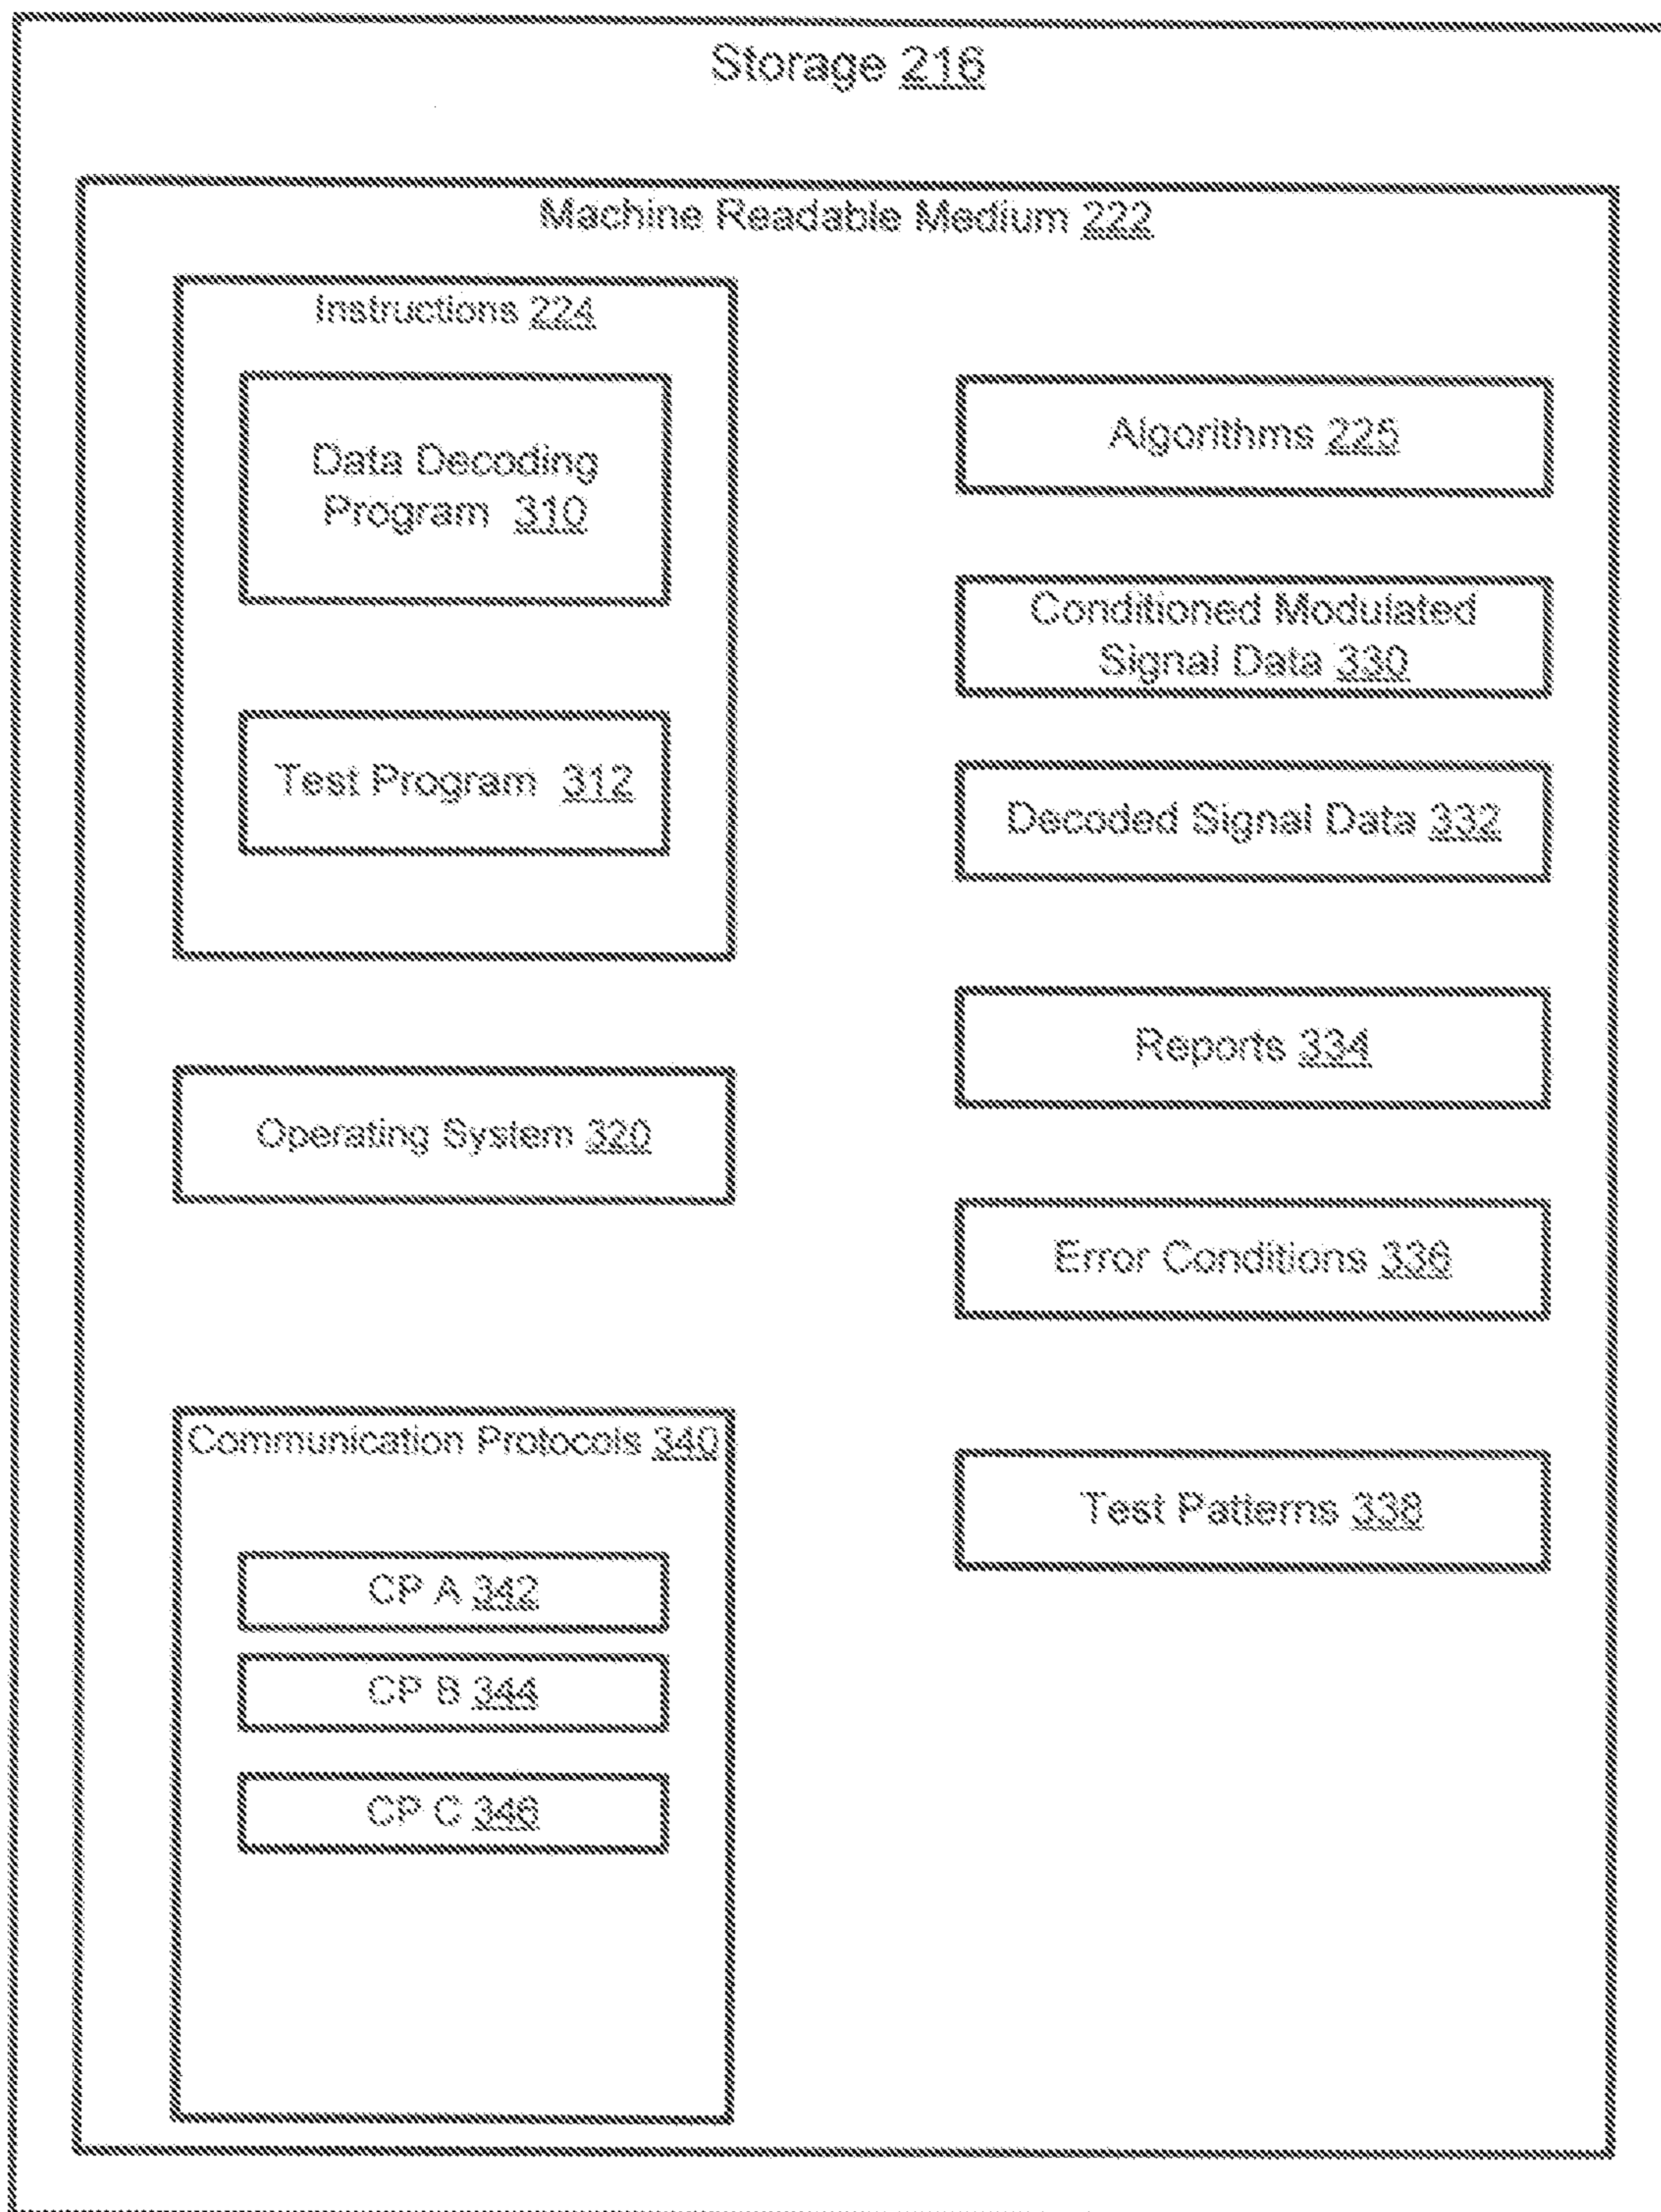 Storage 216
Machine Readable Medium 222
Instructions 224
Data Decoding
Program 310
Test Program 312
Operating System 320
Communication Protocols 340
CP A 342
CP B 344
CP C 346
Algorithms 225
Conditioned Modulated
Signal Data 330
Decoded Signal Data 332
Reports 334
Error Conditions 336
Test Patterns 338